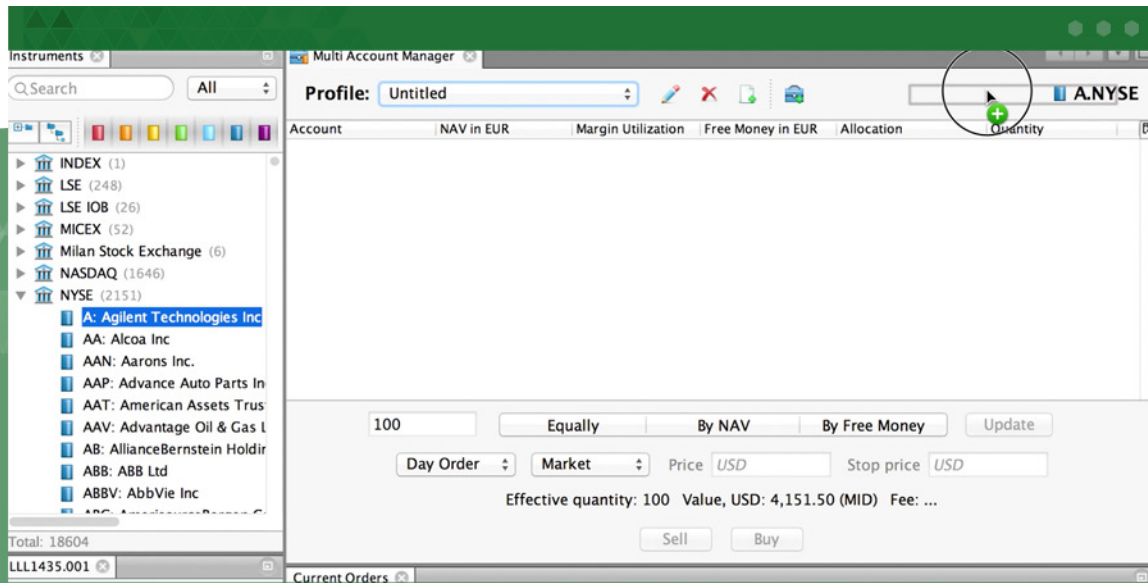 Instruments
Search
All
INDEX (1)
LSE (248)
LSE IOB (26)
MICEX (52)
Milan Stock Exchange (6)
NASDAQ (1646)
NYSE (2151)
A: Agilent Technologies Inc
AA: Alcoa Inc
AAN: Aarons Inc.
AAP: Advance Auto Parts In
AAT: American Assets Trus
AAV: Advantage Oil & Gas L
AB: AllianceBernstein Holdin
ABB: ABB Ltd
ABBV: AbbVie Inc
Total: 18604
LLL1435.001
Multi Account Manager
Profile: Untitled
A.NYSE
Account NAV in EUR Margin Utilization Free Money in EUR Allocation Quantity
100 Equally By NAV By Free Money Update
Day Order Market Price USD Stop price USD
Effective quantity: 100 Value, USD: 4,151.50 (MID) Fee: ...
Sell Buy
Current Orders